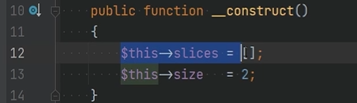 10 public function __construct()
11 {
12 $this->slices = [];
13 $this->size = 2;
14 }